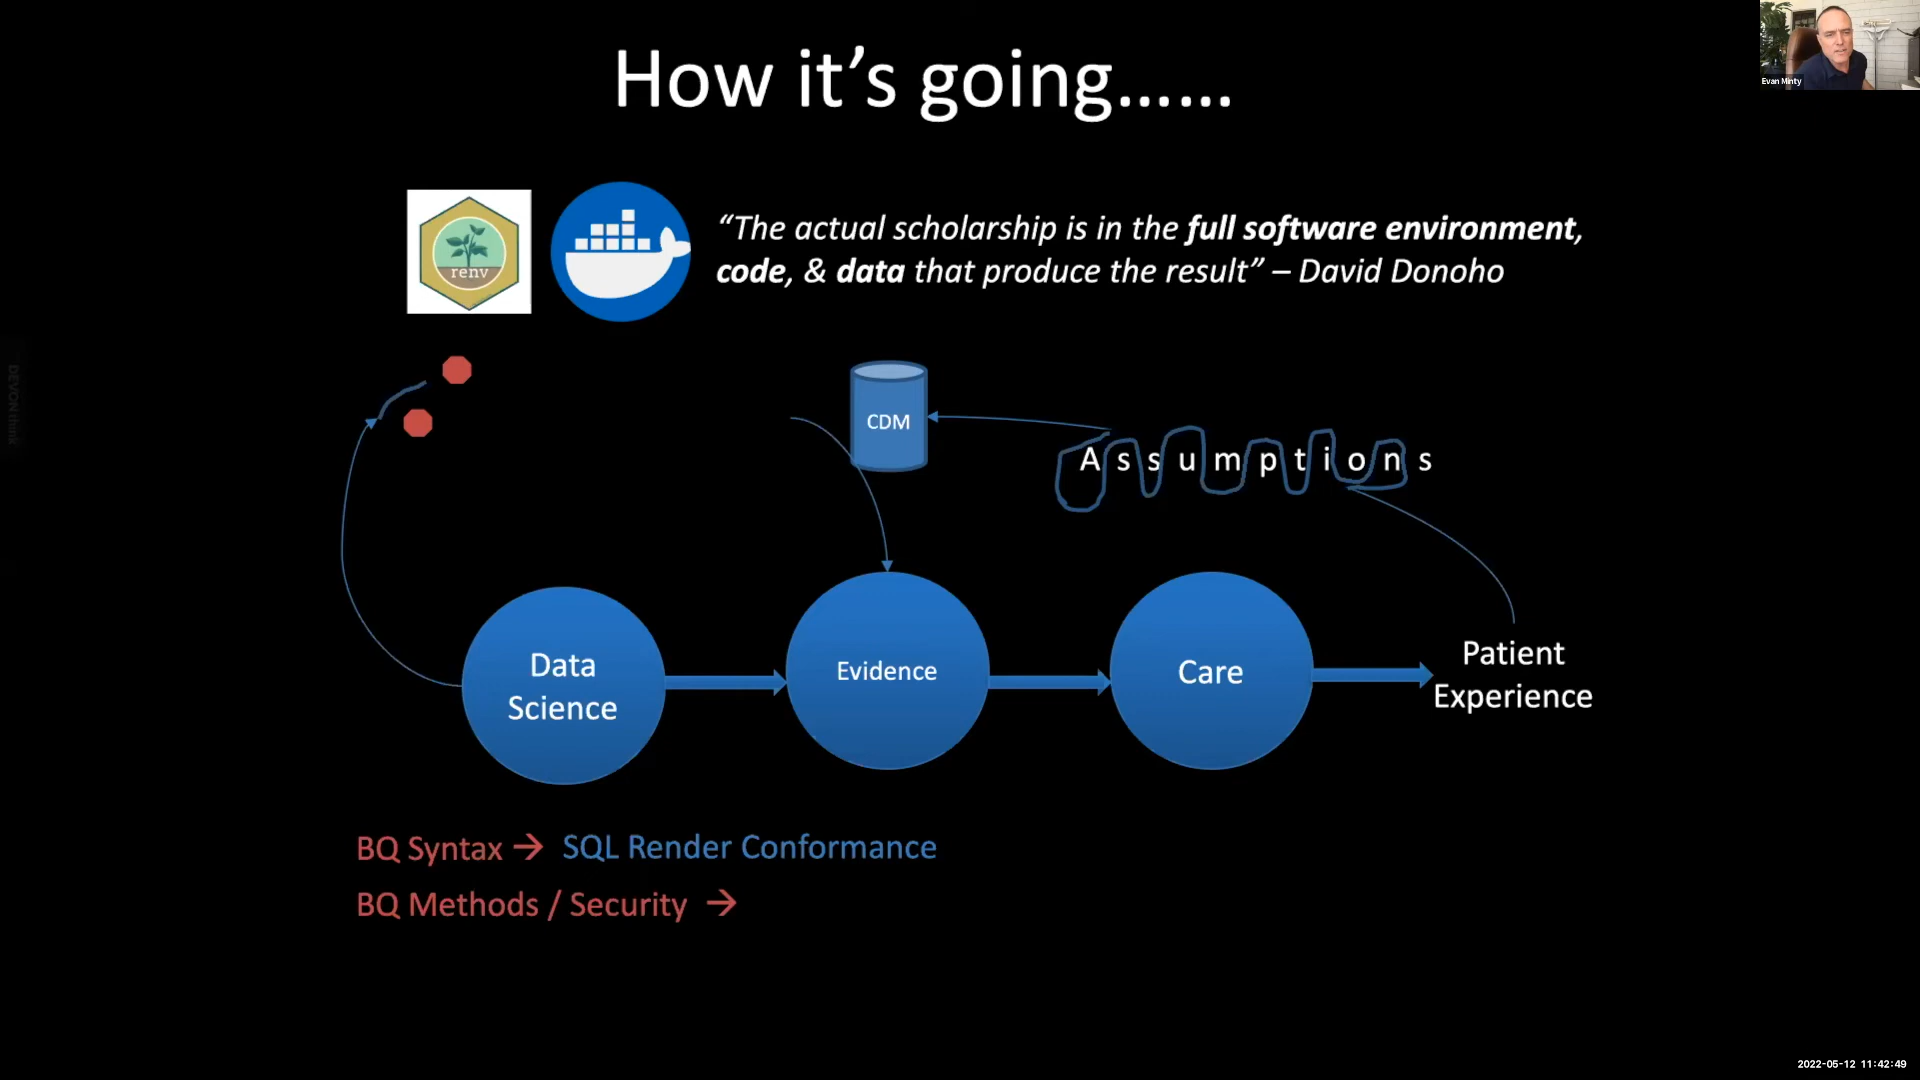 How it's going......
Evan Minty
renv
“The actual scholarship is in the full software environment,
code, & data that produce the result” – David Donoho
CDM
A s s u m p t i o n s
Data
Science
Evidence
Care
Patient
Experience
BQ Syntax → SQL Render Conformance
BQ Methods / Security →
2022-05-12 11:42:49